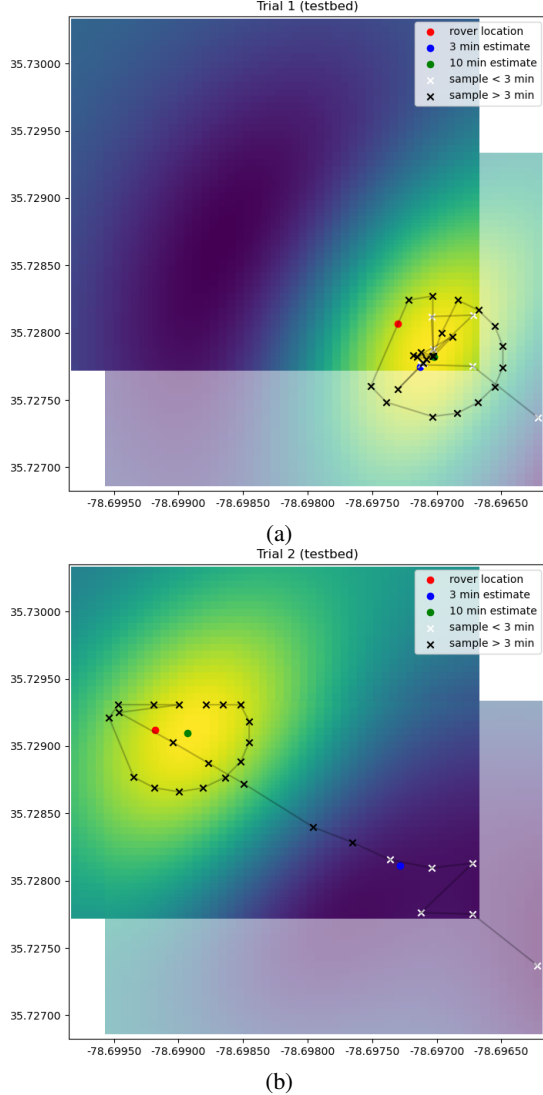 Trial 1 (testbed)
rover location
3 min estimate
10 min estimate
sample < 3 min
sample > 3 min
35.73000
35.72950
35.72900
35.72850
35.72800
35.72750
35.72700
-78.69950 -78.69900 -78.69850 -78.69800 -78.69750 -78.69700 -78.69650
(a)
Trial 2 (testbed)
rover location
3 min estimate
10 min estimate
sample < 3 min
sample > 3 min
35.73000
35.72950
35.72900
35.72850
35.72800
35.72750
35.72700
-78.69950 -78.69900 -78.69850 -78.69800 -78.69750 -78.69700 -78.69650
(b)